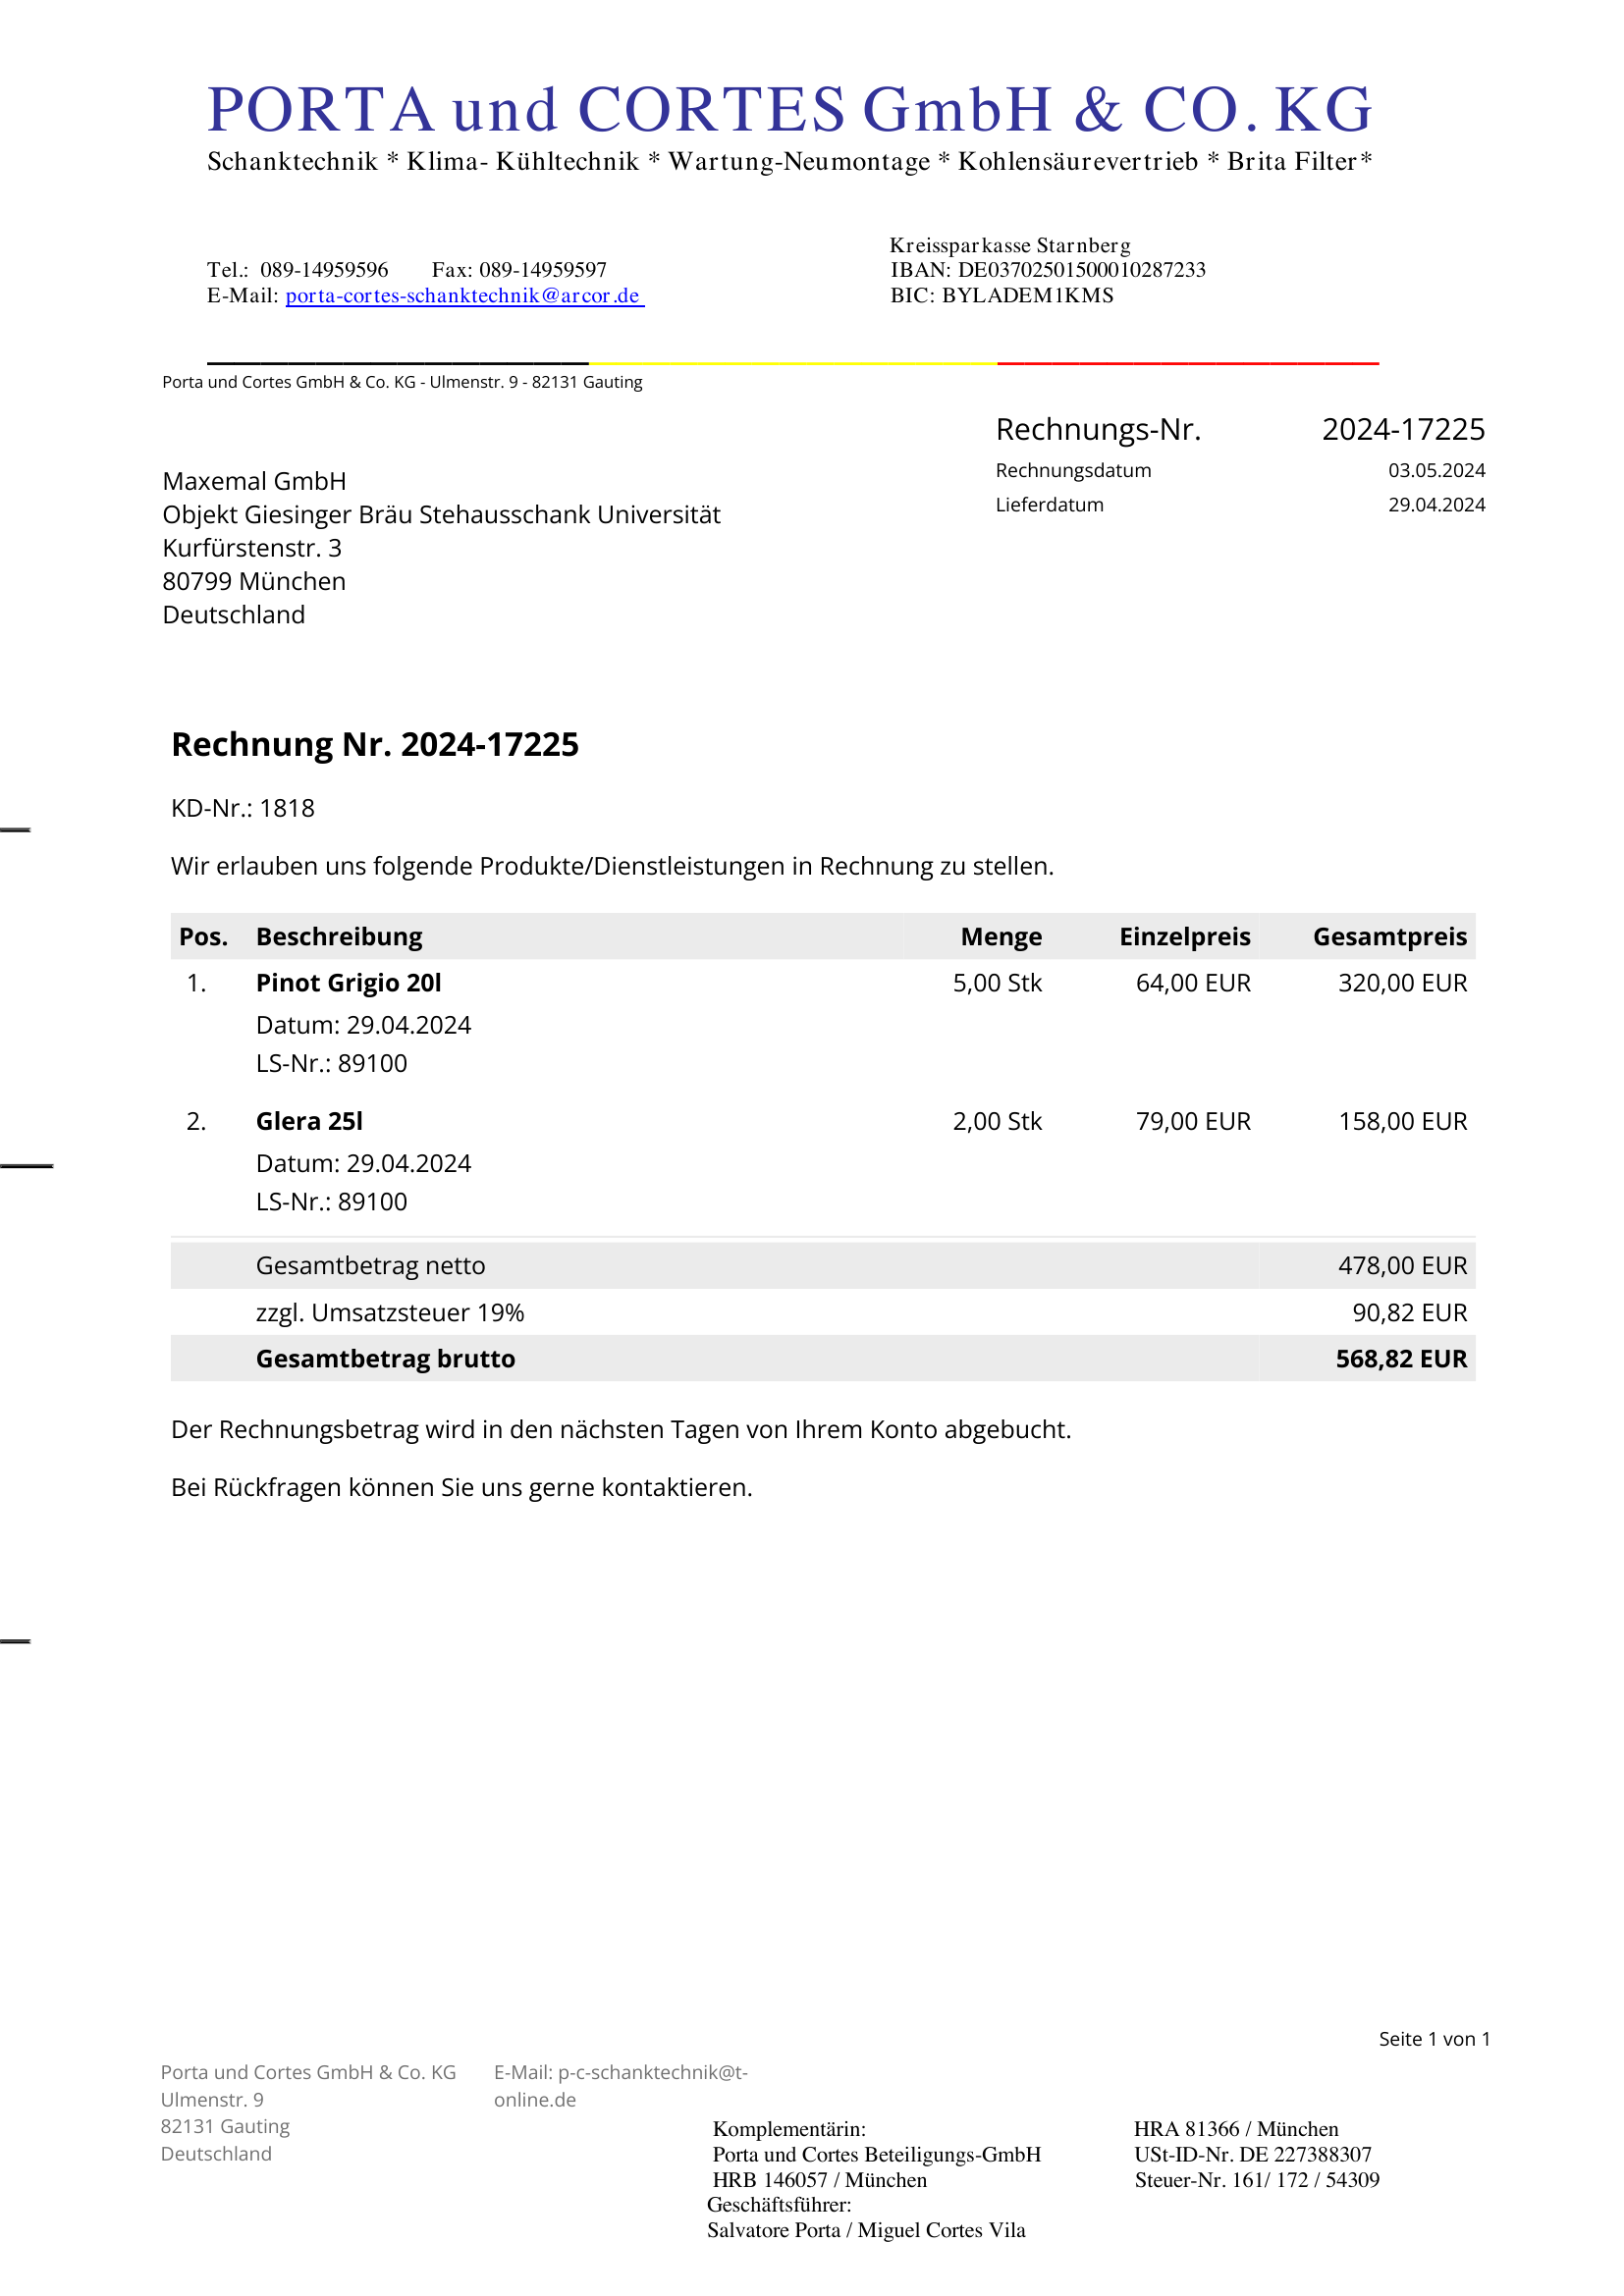 PORTA und CORTES GmbH & CO. KG
Schanktechnik * Klima- Kühltechnik * Wartung-Neumontage * Kohlensäurevertrieb * Brita Filter*
Kreissparkasse Starnberg
Tel.: 089-14959596 Fax: 089-14959597 IBAN: DE03702501500010287233
E-Mail: porta-cortes-schanktechnik@arcor.de BIC: BYLADEM1KMS
Porta und Cortes GmbH & Co. KG - Ulmenstr. 9 - 82131 Gauting
Rechnungs-Nr. 2024-17225
Rechnungsdatum 03.05.2024
Lieferdatum 29.04.2024
Maxemal GmbH
Objekt Giesinger Bräu Stehausschank Universität
Kurfürstenstr. 3
80799 München
Deutschland
Rechnung Nr. 2024-17225
KD-Nr.: 1818
Wir erlauben uns folgende Produkte/Dienstleistungen in Rechnung zu stellen.
Pos. Beschreibung Menge Einzelpreis Gesamtpreis
1. Pinot Grigio 20l 5,00 Stk 64,00 EUR 320,00 EUR
Datum: 29.04.2024
LS-Nr.: 89100
2. Glera 25l 2,00 Stk 79,00 EUR 158,00 EUR
Datum: 29.04.2024
LS-Nr.: 89100
Gesamtbetrag netto 478,00 EUR
zzgl. Umsatzsteuer 19% 90,82 EUR
Gesamtbetrag brutto 568,82 EUR
Der Rechnungsbetrag wird in den nächsten Tagen von Ihrem Konto abgebucht.
Bei Rückfragen können Sie uns gerne kontaktieren.
Seite 1 von 1
Porta und Cortes GmbH & Co. KG
Ulmenstr. 9
82131 Gauting
Deutschland
E-Mail: p-c-schanktechnik@t-
online.de
Komplementärin:
Porta und Cortes Beteiligungs-GmbH
HRB 146057 / München
Geschäftsführer:
Salvatore Porta / Miguel Cortes Vila
HRA 81366 / München
USt-ID-Nr. DE 227388307
Steuer-Nr. 161/ 172 / 54309